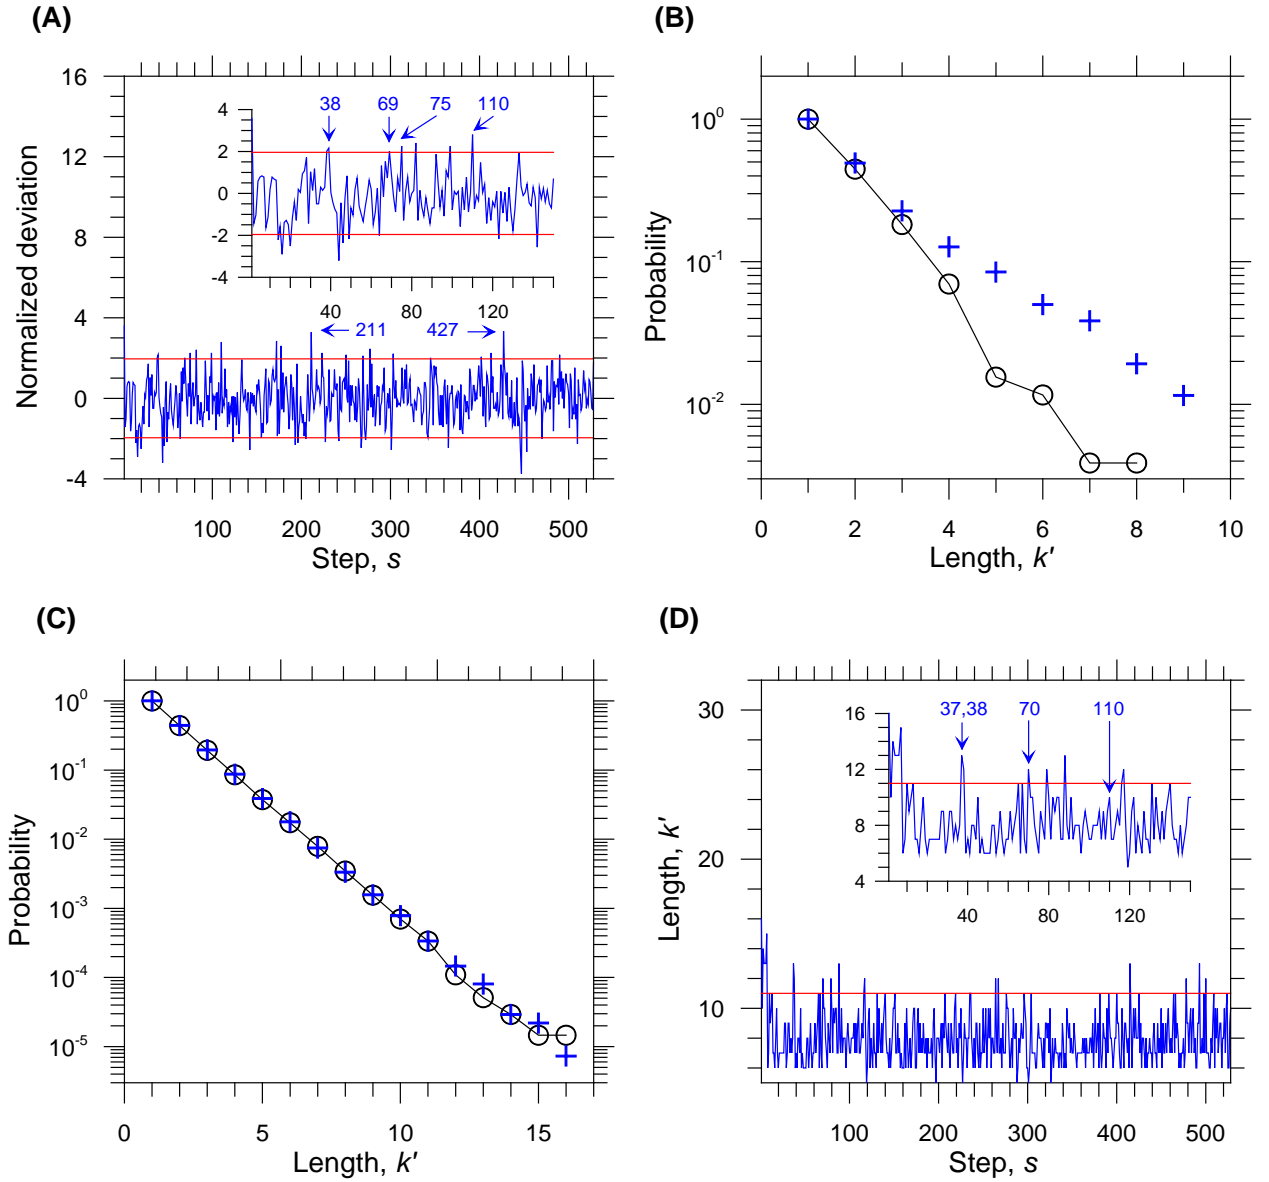 (A)
16
12
8
4
0
-4
Normalized deviation
4
2
0
-2
-4
38 69 75 110
40 80 120
211 427
100 200 300 400 500
Step, s
(B)
10^0
10^-1
10^-2
Probability
0 2 4 6 8 10
Length, k'
(C)
10^0
10^-1
10^-2
10^-3
10^-4
10^-5
Probability
0 5 10 15
Length, k'
(D)
30
20
10
Length, k'
16
12
8
4
37,38 70 110
40 80 120
100 200 300 400 500
Step, s